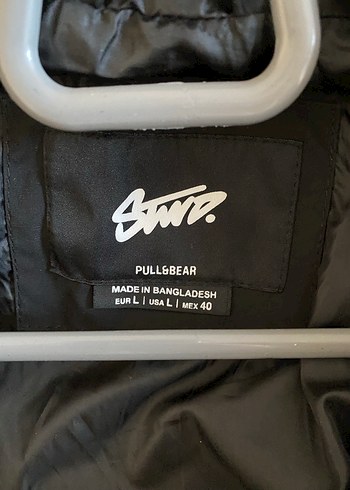 STWD.
PULL&BEAR
MADE IN BANGLADESH
EUR L | USA L | MEX 40